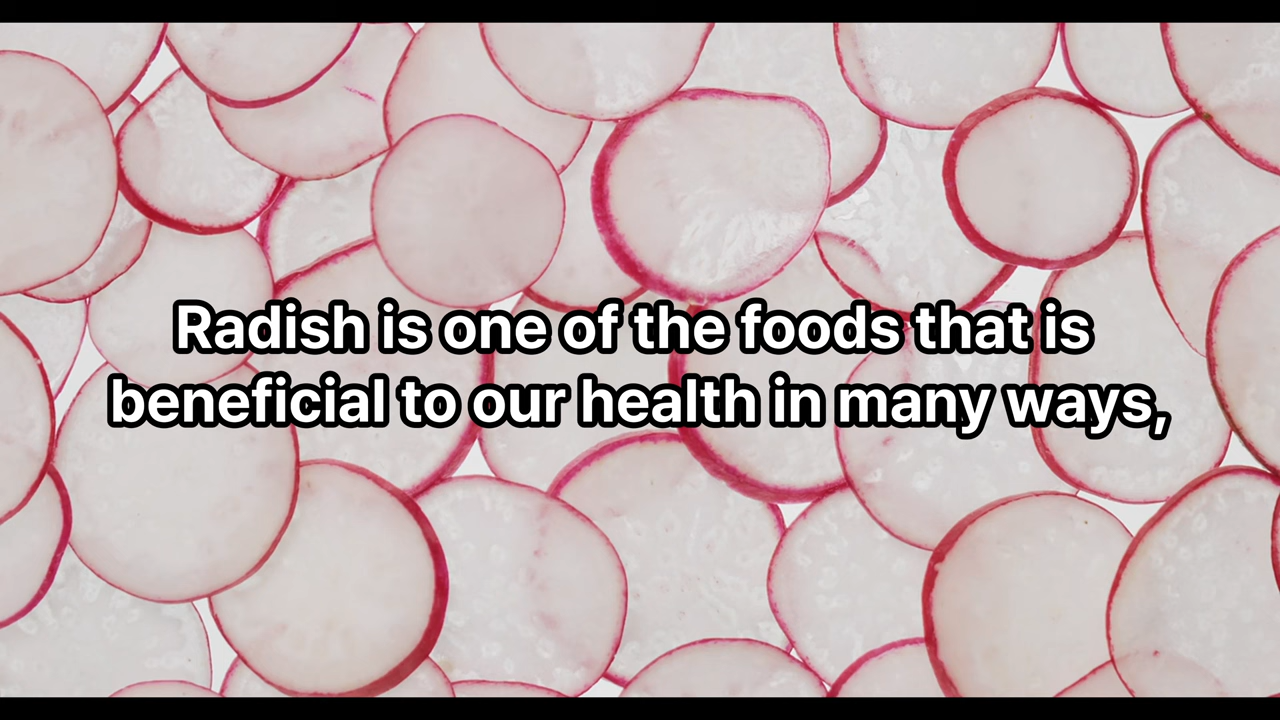 Radish is one of the foods that is
beneficial to our health in many ways,